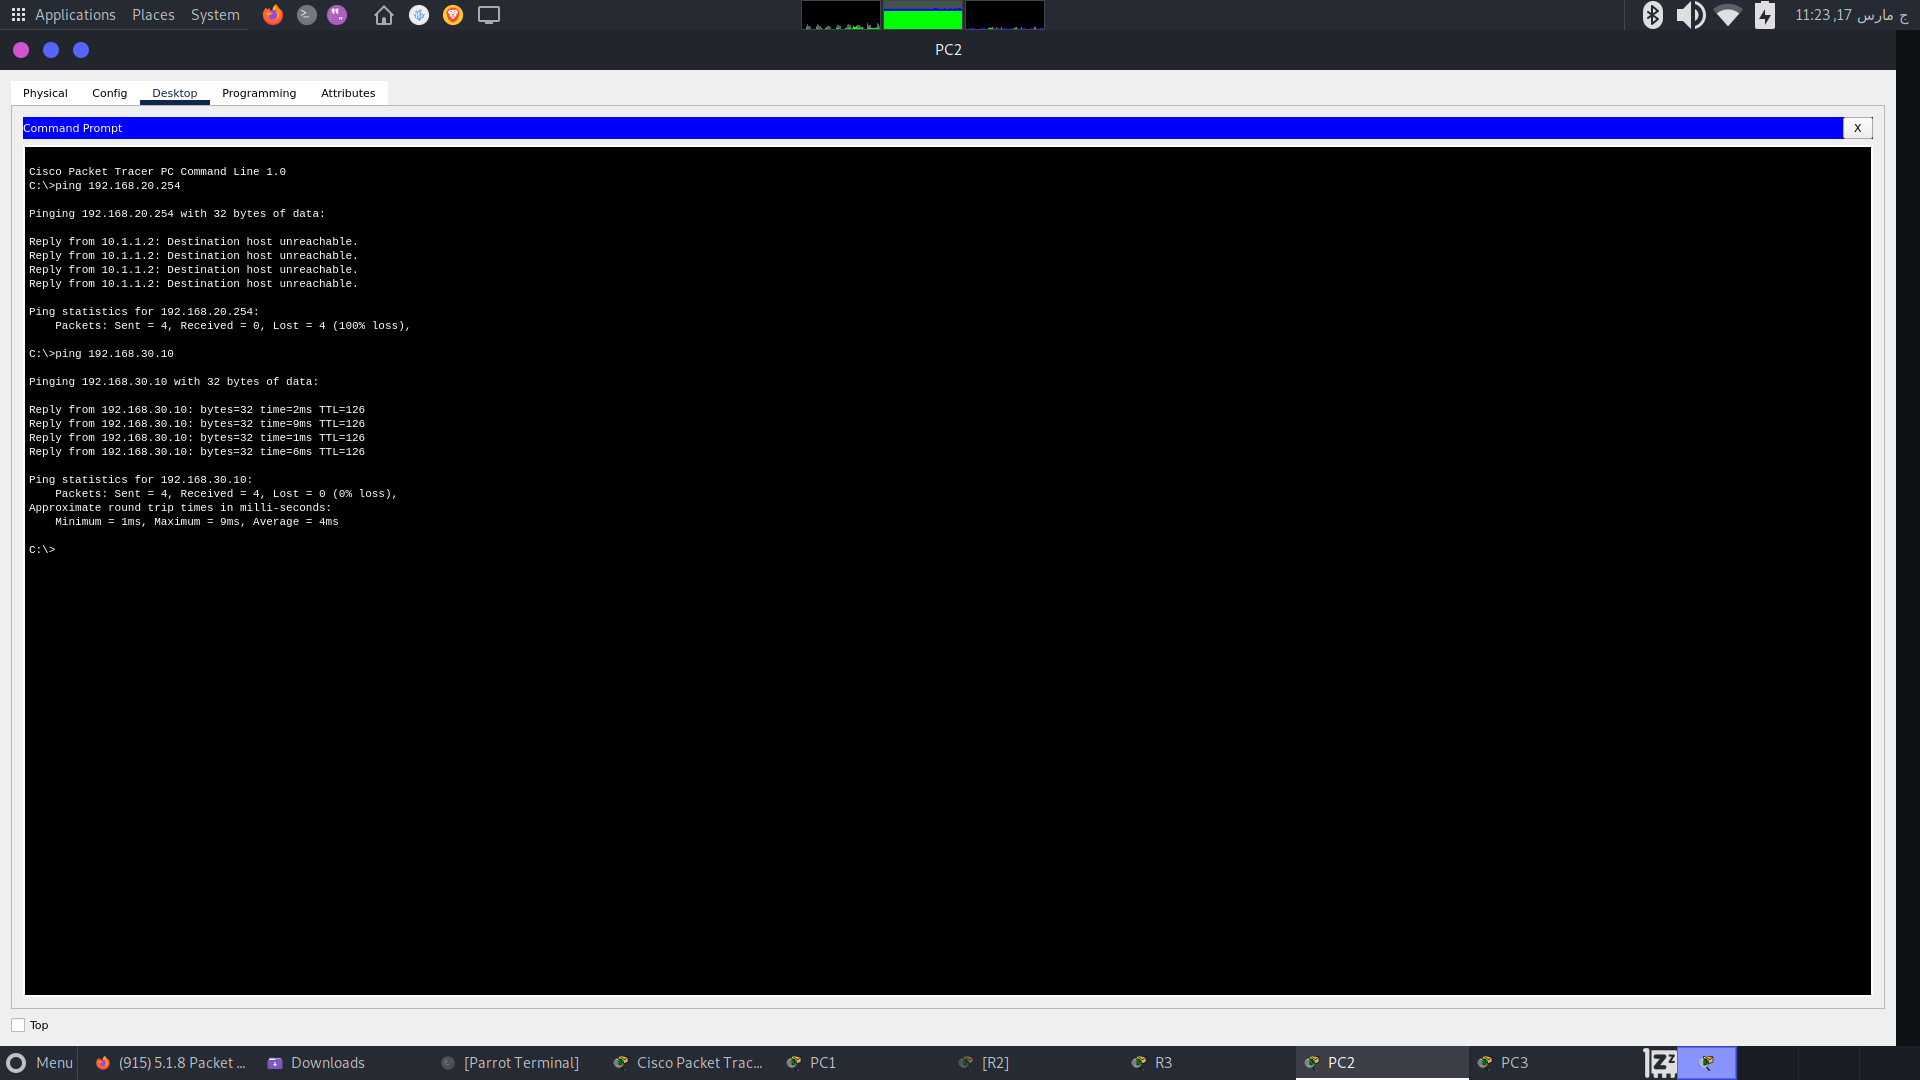 Applications Places System
11:23 ,17 مارس ج
PC2
Physical Config Desktop Programming Attributes
Command Prompt
X
Cisco Packet Tracer PC Command Line 1.0
C:\>ping 192.168.20.254
Pinging 192.168.20.254 with 32 bytes of data:
Reply from 10.1.1.2: Destination host unreachable.
Reply from 10.1.1.2: Destination host unreachable.
Reply from 10.1.1.2: Destination host unreachable.
Reply from 10.1.1.2: Destination host unreachable.
Ping statistics for 192.168.20.254:
Packets: Sent = 4, Received = 0, Lost = 4 (100% loss),
C:\>ping 192.168.30.10
Pinging 192.168.30.10 with 32 bytes of data:
Reply from 192.168.30.10: bytes=32 time=2ms TTL=126
Reply from 192.168.30.10: bytes=32 time=9ms TTL=126
Reply from 192.168.30.10: bytes=32 time=1ms TTL=126
Reply from 192.168.30.10: bytes=32 time=6ms TTL=126
Ping statistics for 192.168.30.10:
Packets: Sent = 4, Received = 4, Lost = 0 (0% loss),
Approximate round trip times in milli-seconds:
Minimum = 1ms, Maximum = 9ms, Average = 4ms
C:\>
Top
Menu (915) 5.1.8 Packet ... Downloads [Parrot Terminal] Cisco Packet Trac... PC1 [R2] R3 PC2 PC3